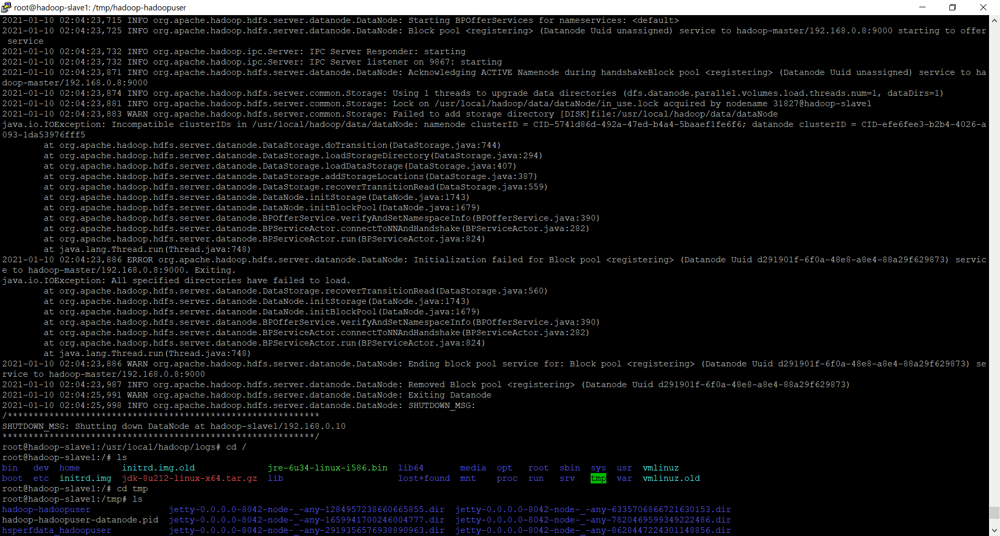 root@hadoop-slave1: /tmp/hadoop-hadoopuser
2021-01-10 02:04:23,715 INFO org.apache.hadoop.hdfs.server.datanode.DataNode: Starting BPOfferServices for nameservices: <default>
2021-01-10 02:04:23,725 INFO org.apache.hadoop.hdfs.server.datanode.DataNode: Block pool <registering> (Datanode Uuid unassigned) service to hadoop-master/192.168.0.8:9000 starting to offer
 service
2021-01-10 02:04:23,732 INFO org.apache.hadoop.ipc.Server: IPC Server Responder: starting
2021-01-10 02:04:23,732 INFO org.apache.hadoop.ipc.Server: IPC Server listener on 9867: starting
2021-01-10 02:04:23,871 INFO org.apache.hadoop.hdfs.server.datanode.DataNode: Acknowledging ACTIVE Namenode during handshakeBlock pool <registering> (Datanode Uuid unassigned) service to ha
doop-master/192.168.0.8:9000
2021-01-10 02:04:23,874 INFO org.apache.hadoop.hdfs.server.common.Storage: Using 1 threads to upgrade data directories (dfs.datanode.parallel.volumes.load.threads.num=1, dataDirs=1)
2021-01-10 02:04:23,881 INFO org.apache.hadoop.hdfs.server.common.Storage: Lock on /usr/local/hadoop/data/dataNode/in_use.lock acquired by nodename 31827@hadoop-slave1
2021-01-10 02:04:23,883 WARN org.apache.hadoop.hdfs.server.common.Storage: Failed to add storage directory [DISK]file:/usr/local/hadoop/data/dataNode
java.io.IOException: Incompatible clusterIDs in /usr/local/hadoop/data/dataNode: namenode clusterID = CID-5741d86d-492a-47ed-b4a4-5baaef1fe6f6; datanode clusterID = CID-efe6fee3-b2b4-4026-a
093-1da53976fff5
        at org.apache.hadoop.hdfs.server.datanode.DataStorage.doTransition(DataStorage.java:744)
        at org.apache.hadoop.hdfs.server.datanode.DataStorage.loadStorageDirectory(DataStorage.java:294)
        at org.apache.hadoop.hdfs.server.datanode.DataStorage.loadDataStorage(DataStorage.java:407)
        at org.apache.hadoop.hdfs.server.datanode.DataStorage.addStorageLocations(DataStorage.java:387)
        at org.apache.hadoop.hdfs.server.datanode.DataStorage.recoverTransitionRead(DataStorage.java:559)
        at org.apache.hadoop.hdfs.server.datanode.DataNode.initStorage(DataNode.java:1743)
        at org.apache.hadoop.hdfs.server.datanode.DataNode.initBlockPool(DataNode.java:1679)
        at org.apache.hadoop.hdfs.server.datanode.BPOfferService.verifyAndSetNamespaceInfo(BPOfferService.java:390)
        at org.apache.hadoop.hdfs.server.datanode.BPServiceActor.connectToNNAndHandshake(BPServiceActor.java:282)
        at org.apache.hadoop.hdfs.server.datanode.BPServiceActor.run(BPServiceActor.java:824)
        at java.lang.Thread.run(Thread.java:748)
2021-01-10 02:04:23,886 ERROR org.apache.hadoop.hdfs.server.datanode.DataNode: Initialization failed for Block pool <registering> (Datanode Uuid d291901f-6f0a-48e8-a8e4-88a29f629873) servic
e to hadoop-master/192.168.0.8:9000. Exiting.
java.io.IOException: All specified directories have failed to load.
        at org.apache.hadoop.hdfs.server.datanode.DataStorage.recoverTransitionRead(DataStorage.java:560)
        at org.apache.hadoop.hdfs.server.datanode.DataNode.initStorage(DataNode.java:1743)
        at org.apache.hadoop.hdfs.server.datanode.DataNode.initBlockPool(DataNode.java:1679)
        at org.apache.hadoop.hdfs.server.datanode.BPOfferService.verifyAndSetNamespaceInfo(BPOfferService.java:390)
        at org.apache.hadoop.hdfs.server.datanode.BPServiceActor.connectToNNAndHandshake(BPServiceActor.java:282)
        at org.apache.hadoop.hdfs.server.datanode.BPServiceActor.run(BPServiceActor.java:824)
        at java.lang.Thread.run(Thread.java:748)
2021-01-10 02:04:23,886 WARN org.apache.hadoop.hdfs.server.datanode.DataNode: Ending block pool service for: Block pool <registering> (Datanode Uuid d291901f-6f0a-48e8-a8e4-88a29f629873) se
rvice to hadoop-master/192.168.0.8:9000
2021-01-10 02:04:23,987 INFO org.apache.hadoop.hdfs.server.datanode.DataNode: Removed Block pool <registering> (Datanode Uuid d291901f-6f0a-48e8-a8e4-88a29f629873)
2021-01-10 02:04:25,991 WARN org.apache.hadoop.hdfs.server.datanode.DataNode: Exiting Datanode
2021-01-10 02:04:25,998 INFO org.apache.hadoop.hdfs.server.datanode.DataNode: SHUTDOWN_MSG:
/************************************************************
SHUTDOWN_MSG: Shutting down DataNode at hadoop-slave1/192.168.0.10
************************************************************/
root@hadoop-slave1:/usr/local/hadoop/logs# cd /
root@hadoop-slave1:/# ls
bin   dev  home        initrd.img.old              jre-6u34-linux-i586.bin  lib64       media  opt   root  sbin  sys  usr  vmlinuz
boot  etc  initrd.img  jdk-8u212-linux-x64.tar.gz  lib                      lost+found  mnt    proc  run   srv   tmp  var  vmlinuz.old
root@hadoop-slave1:/# cd tmp
root@hadoop-slave1:/tmp# ls
hadoop-hadoopuser               jetty-0.0.0.0-8042-node-_-any-1284957238660665855.dir  jetty-0.0.0.0-8042-node-_-any-6335706866721630153.dir
hadoop-hadoopuser-datanode.pid  jetty-0.0.0.0-8042-node-_-any-1659941700246004777.dir  jetty-0.0.0.0-8042-node-_-any-7820469599349222486.dir
hsperfdata_hadoopuser           jetty-0.0.0.0-8042-node-_-any-2919356576938890963.dir  jetty-0.0.0.0-8042-node-_-any-8628447224301148856.dir